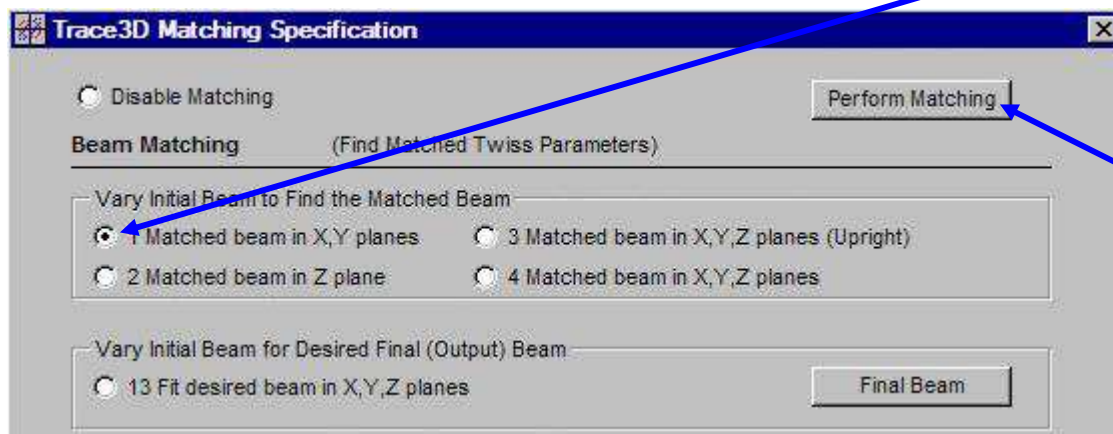 Trace3D Matching Specification
Disable Matching
Perform Matching
Beam Matching (Find Matched Twiss Parameters)
Vary Initial Beam to Find the Matched Beam
1 Matched beam in X,Y planes
3 Matched beam in X,Y,Z planes (Upright)
2 Matched beam in Z plane
4 Matched beam in X,Y,Z planes
Vary Initial Beam for Desired Final (Output) Beam
13 Fit desired beam in X,Y,Z planes
Final Beam